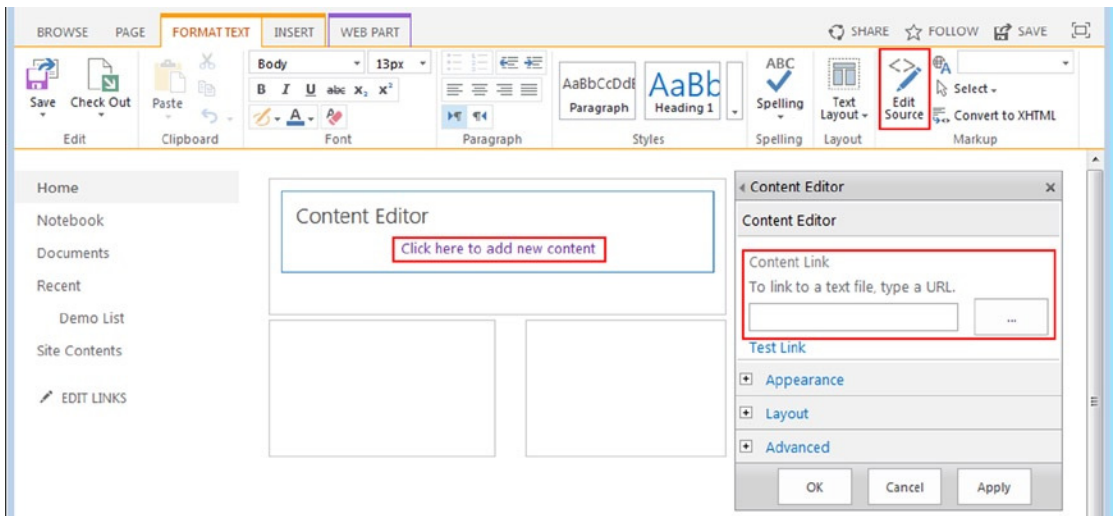 BROWSE PAGE FORMAT TEXT INSERT WEB PART SHARE FOLLOW SAVE
Save Check Out Paste Body 13px AaBbCcDdE AaBb ABC
B I U abc X₂ X² Paragraph Heading 1 Spelling Text Layout Edit Source Select
A Convert to XHTML
Edit Clipboard Font Paragraph Styles Spelling Layout Markup
Home
Notebook
Documents
Recent
Demo List
Site Contents
EDIT LINKS
Content Editor
Click here to add new content
Content Editor
Content Editor
Content Link
To link to a text file, type a URL.
...
Test Link
Appearance
Layout
Advanced
OK Cancel Apply